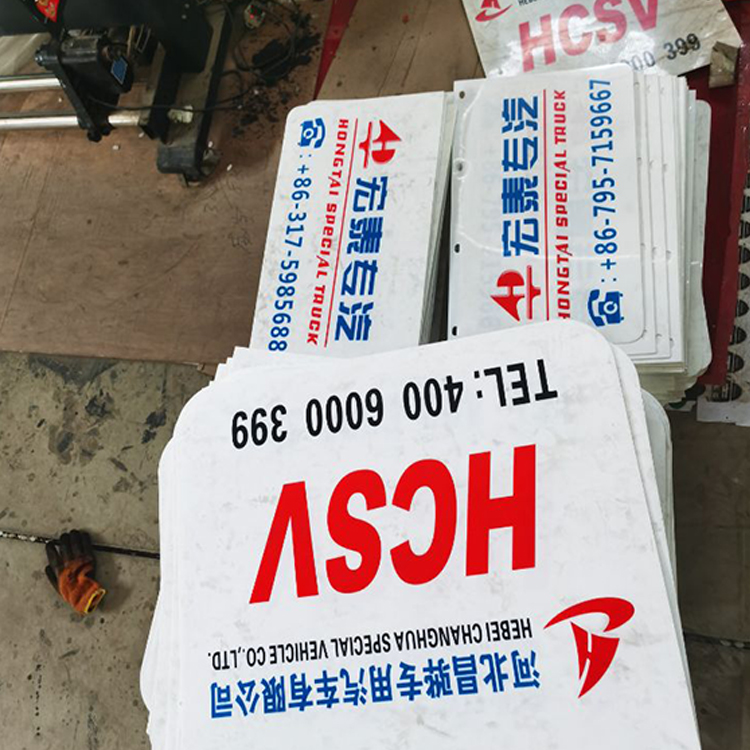 HCSV
399
宏泰专汽
HONGTAI SPECIAL TRUCK
:+86-317-5985688
宏泰专汽
HONGTAI SPECIAL TRUCK
:+86-795-7159667
河北昌骅专用汽车有限公司
HEBEI CHANGHUA SPECIAL VEHICLE CO.,LTD.
HCSV
TEL: 400 6000 399